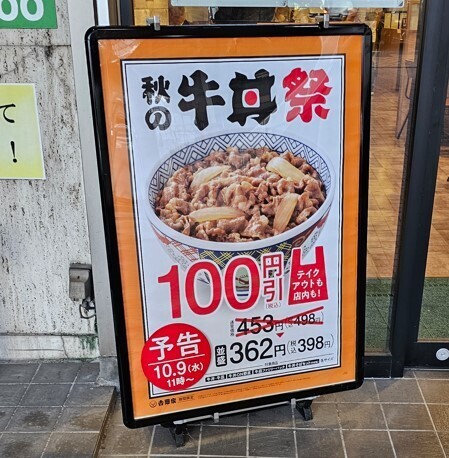 00
て
！
秋の牛丼祭
100円引(税込)
テイク
アウトも
店内も!
453円 498円
予告
10.9(水)
11時〜
並盛 362円(税込398円)
吉野家